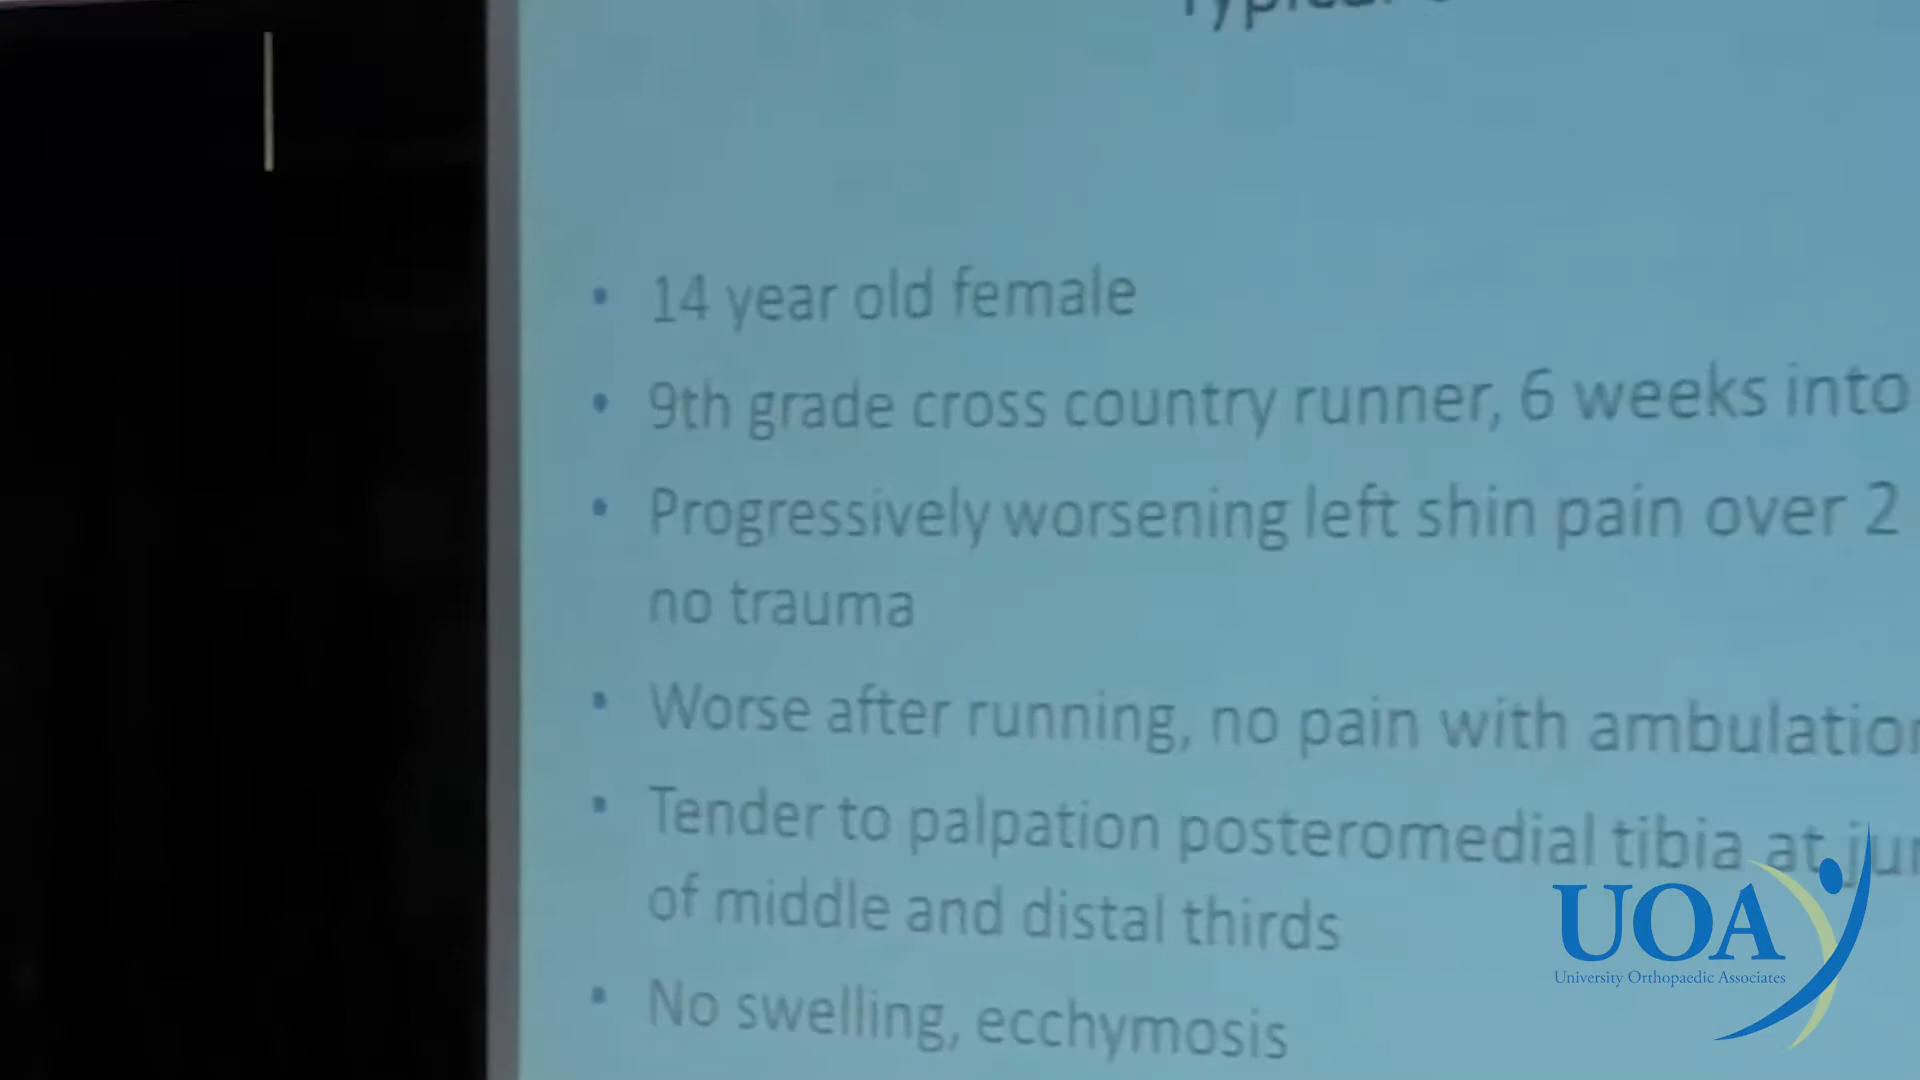 • 14 year old female
• 9th grade cross country runner, 6 weeks into
• Progressively worsening left shin pain over 2
no trauma
• Worse after running, no pain with ambulation
• Tender to palpation posteromedial tibia at
of middle and distal thirds
• No swelling, ecchymosis
UOA
University Orthopaedic Associates